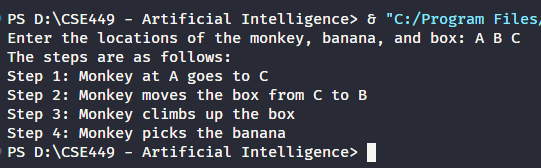 PS D:\CSE449 - Artificial Intelligence> & "C:/Program Files/
Enter the locations of the monkey, banana, and box: A B C
The steps are as follows:
Step 1: Monkey at A goes to C
Step 2: Monkey moves the box from C to B
Step 3: Monkey climbs up the box
Step 4: Monkey picks the banana
PS D:\CSE449 - Artificial Intelligence>